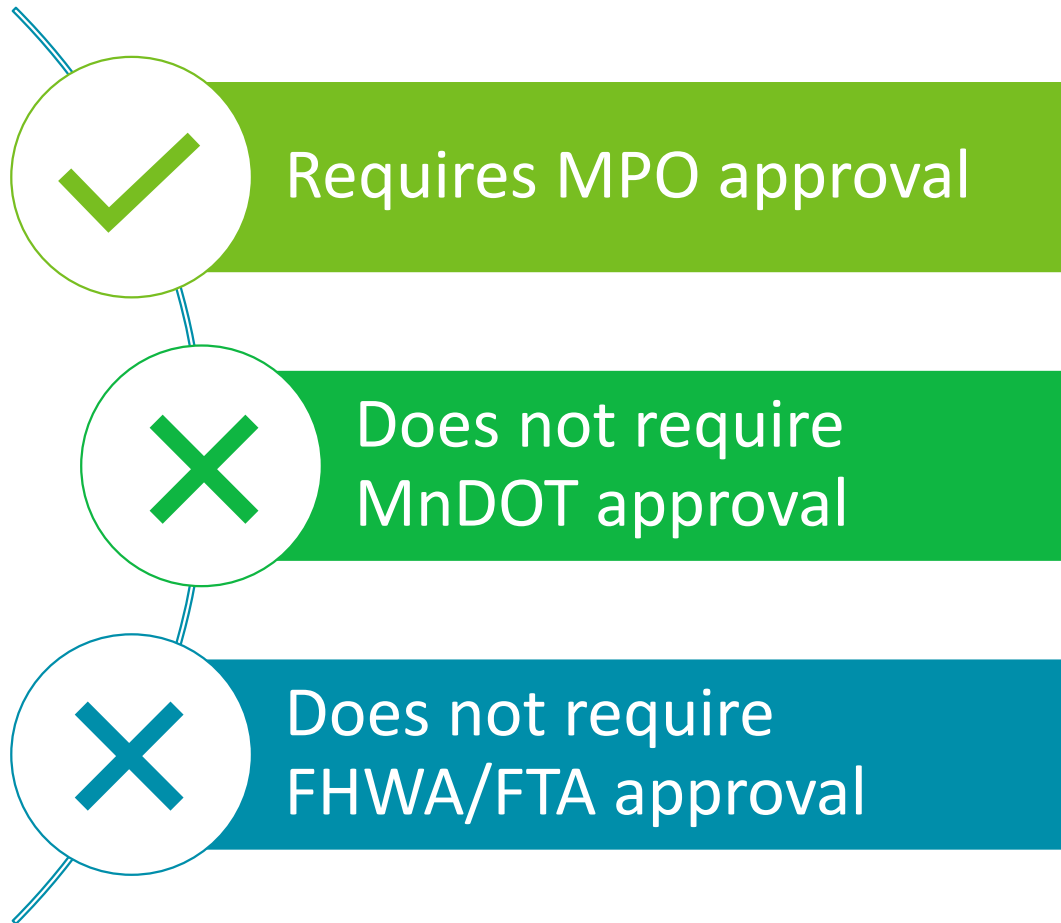 Requires MPO approval
Does not require
MnDOT approval
Does not require
FHWA/FTA approval